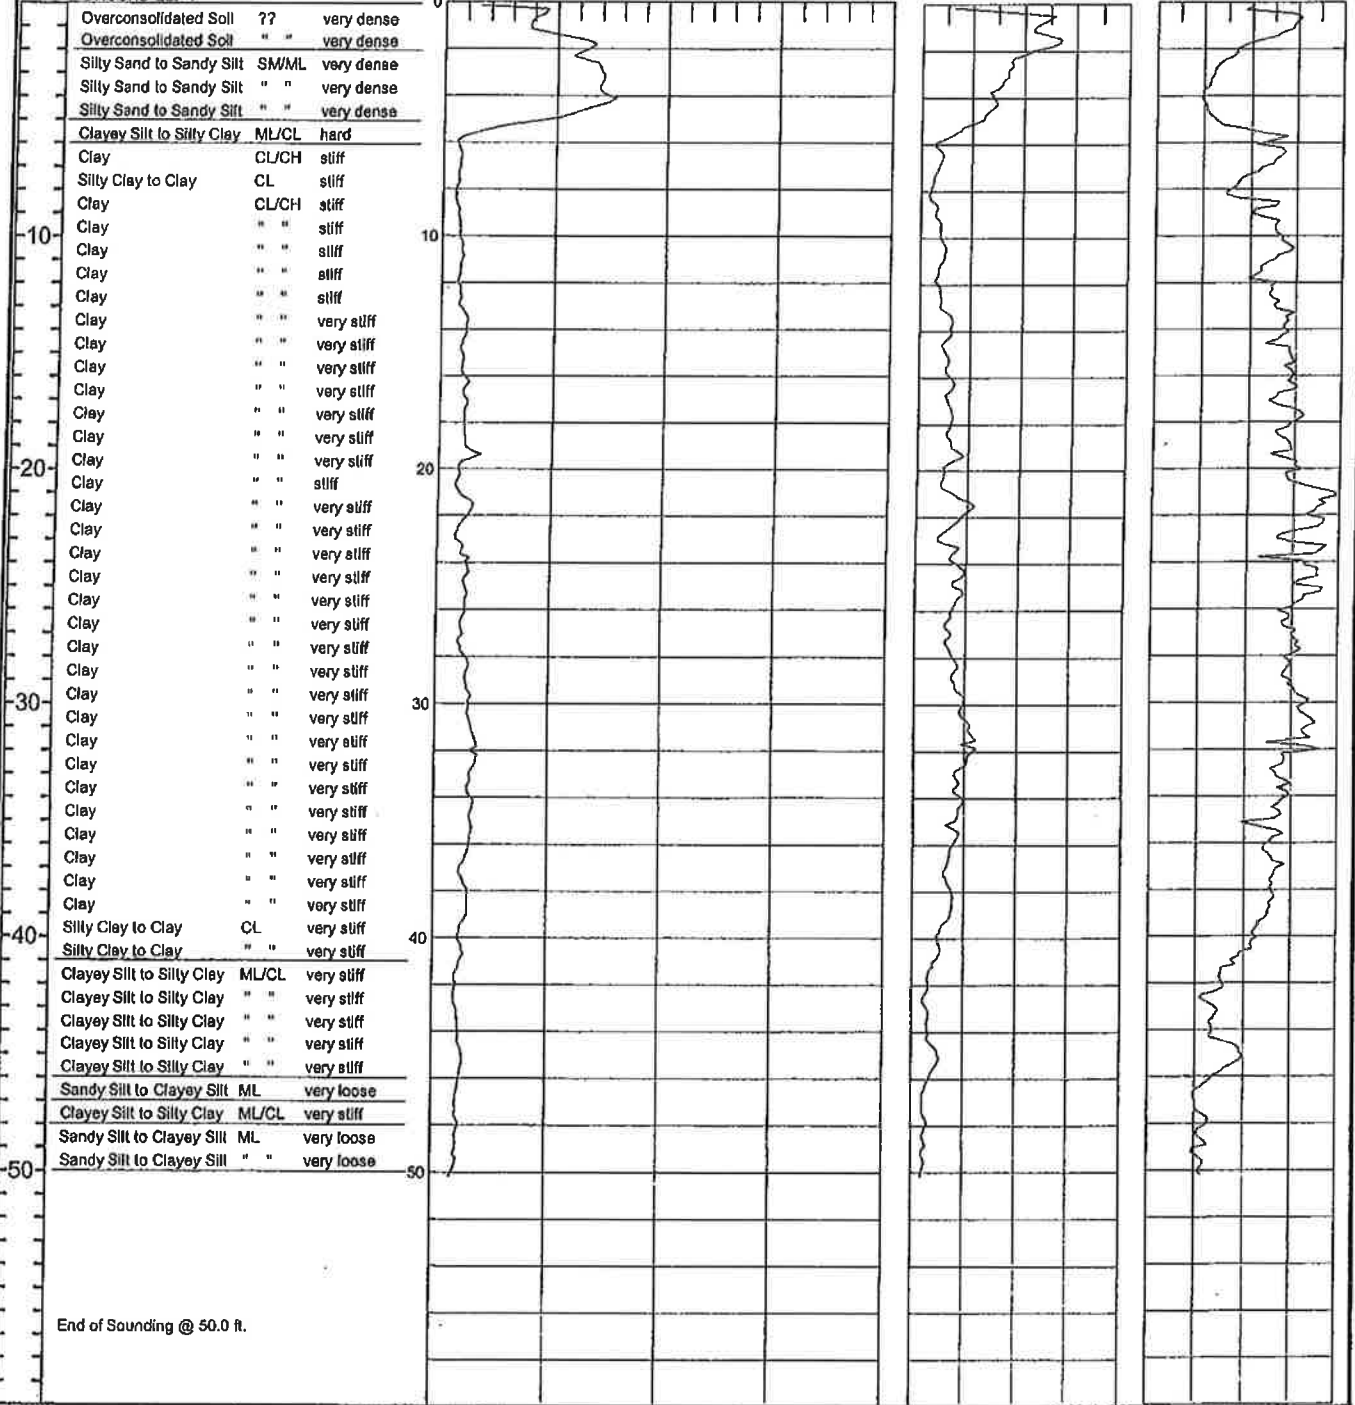 0
Overconsolidated Soil ?? very dense
Overconsolidated Soil " " very dense
Silty Sand to Sandy Silt SM/ML very dense
Silty Sand to Sandy Silt " " very dense
Silty Sand to Sandy Silt " " very dense
Clayey Silt to Silty Clay ML/CL hard
Clay CL/CH stiff
Silty Clay to Clay CL stiff
Clay CL/CH stiff
10 Clay " " stiff 10
Clay " " stiff
Clay " " stiff
Clay " " stiff
Clay " " very stiff
Clay " " very stiff
Clay " " very stiff
Clay " " very stiff
Clay " " very stiff
Clay " " very stiff
20 Clay " " very stiff 20
Clay " " stiff
Clay " " very stiff
Clay " " very stiff
Clay " " very stiff
Clay " " very stiff
Clay " " very stiff
Clay " " very stiff
Clay " " very stiff
Clay " " very stiff
30 Clay " " very stiff 30
Clay " " very stiff
Clay " " very stiff
Clay " " very stiff
Clay " " very stiff
Clay " " very stiff
Clay " " very stiff
Clay " " very stiff
Clay " " very stiff
Clay " " very stiff
40 Silty Clay to Clay CL very stiff 40
Silty Clay to Clay " " very stiff
Clayey Silt to Silty Clay ML/CL very stiff
Clayey Silt to Silty Clay " " very stiff
Clayey Silt to Silty Clay " " very stiff
Clayey Silt to Silty Clay " " very stiff
Clayey Silt to Silty Clay " " very stiff
Sandy Silt to Clayey Silt ML very loose
Clayey Silt to Silty Clay ML/CL very stiff
Sandy Silt to Clayey Silt ML very loose
50 Sandy Silt to Clayey Silt " " very loose 50
End of Sounding @ 50.0 ft.